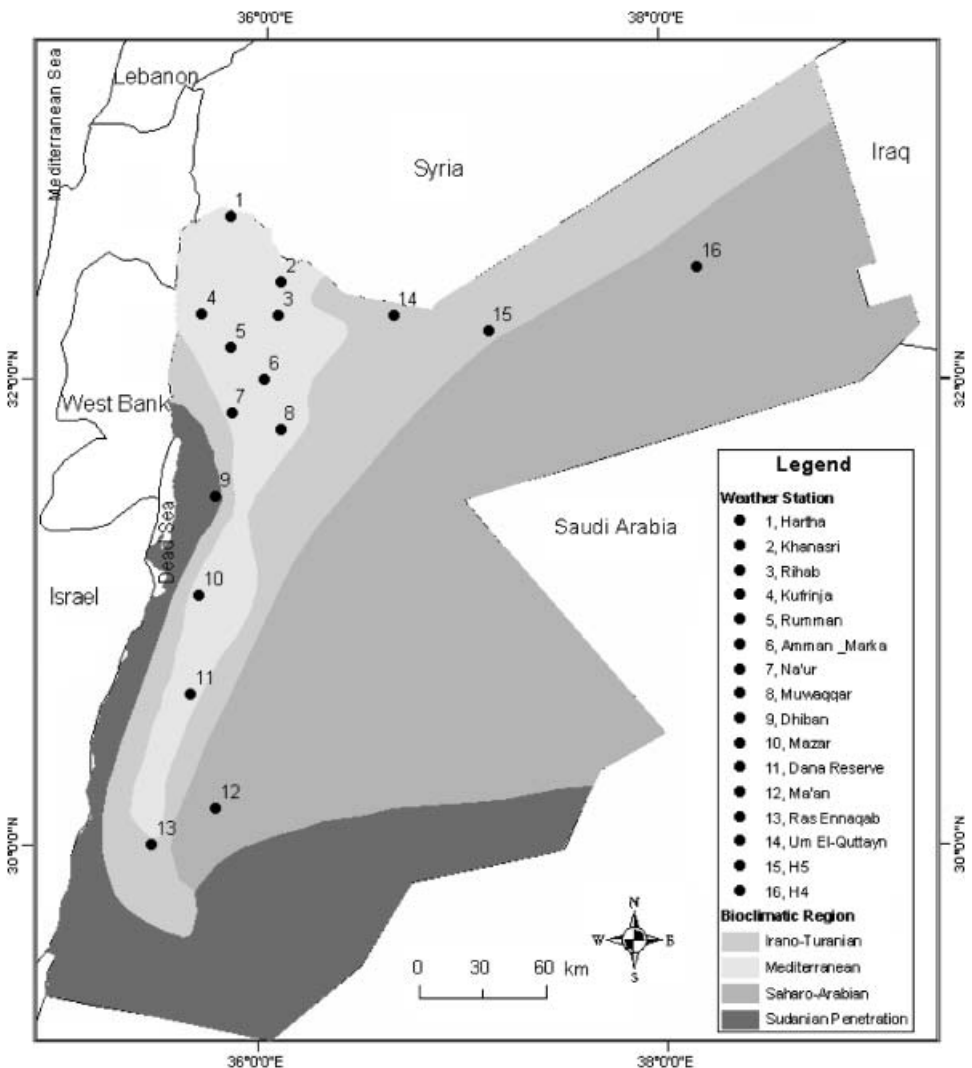 36°0'0"E
38°0'0"E
Mediterranean Sea
Lebanon
Syria
Iraq
1
2
3
4
5
6
7
8
14
15
16
32°0'0"N
32°0'0"N
West Bank
9
Dead Sea
Saudi Arabia
Israel
10
11
12
13
30°0'0"N
30°0'0"N
Legend
Weather Station
1, Hartha
2, Khanasri
3, Rihab
4, Kufrinja
5, Rumman
6, Amman _Marka
7, Na'ur
8, Muwaqqar
9, Dhiban
10, Mazar
11, Dana Reserve
12, Ma'an
13, Ras Ennaqab
14, Um El-Quttayn
15, H5
16, H4
Bioclimatic Region
Irano-Turanian
Mediterranean
Saharo-Arabian
Sudanian Penetration
N
W E
S
0 30 60 km
36°0'0"E
38°0'0"E